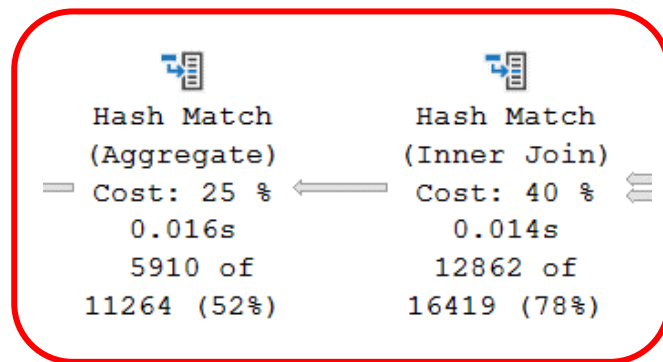 Hash Match
(Aggregate)
Cost: 25 %
0.016s
5910 of
11264 (52%)
Hash Match
(Inner Join)
Cost: 40 %
0.014s
12862 of
16419 (78%)